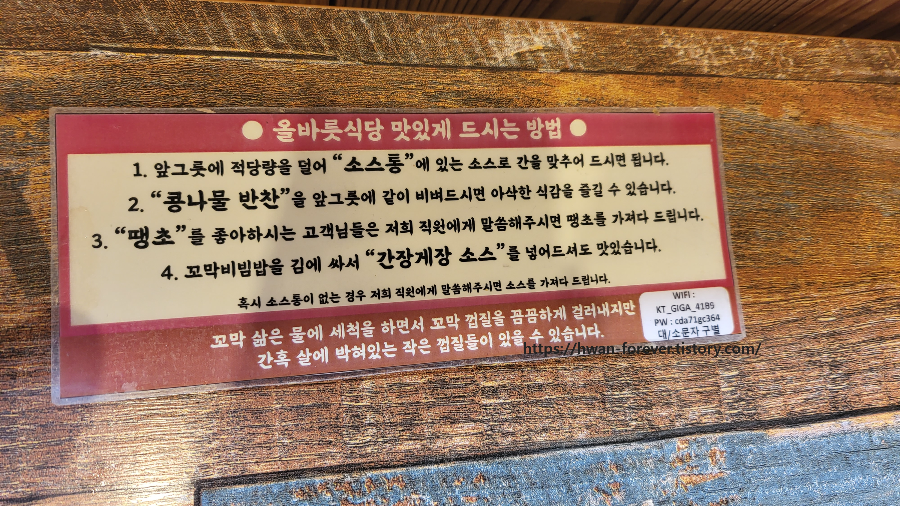 ● 올바릇식당 맛있게 드시는 방법 ●
1. 앞그릇에 적당량을 덜어 “소스통”에 있는 소스로 간을 맞추어 드시면 됩니다.
2. “콩나물 반찬”을 앞그릇에 같이 비벼드시면 아삭한 식감을 즐길 수 있습니다.
3. “땡초”를 좋아하시는 고객님들은 저희 직원에게 말씀해주시면 땡초를 가져다 드립니다.
4. 꼬막비빔밥을 김에 싸서 “간장게장 소스”를 넣어드셔도 맛있습니다.
혹시 소스통이 없는 경우 저희 직원에게 말씀해주시면 소스를 가져다 드립니다.
꼬막 삶은 물에 세척을 하면서 꼬막 껍질을 꼼꼼하게 걸러내지만
간혹 살에 박혀있는 작은 껍질들이 있을 수 있습니다.
WIFI :
KT_GIGA_41B9
PW : cda71gc364
대/소문자 구별
https://hwan-forever.tistory.com/